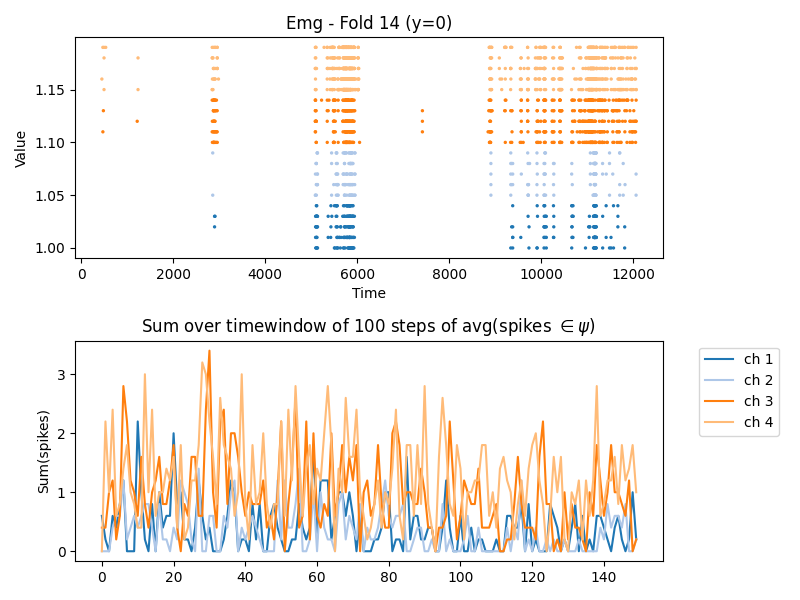 Emg - Fold 14 (y=0)
Value
1.15
1.10
1.05
1.00
0 2000 4000 6000 8000 10000 12000
Time
Sum over timewindow of 100 steps of avg(spikes ∈ ψ)
Sum(spikes)
3
2
1
0
0 20 40 60 80 100 120 140
ch 1
ch 2
ch 3
ch 4